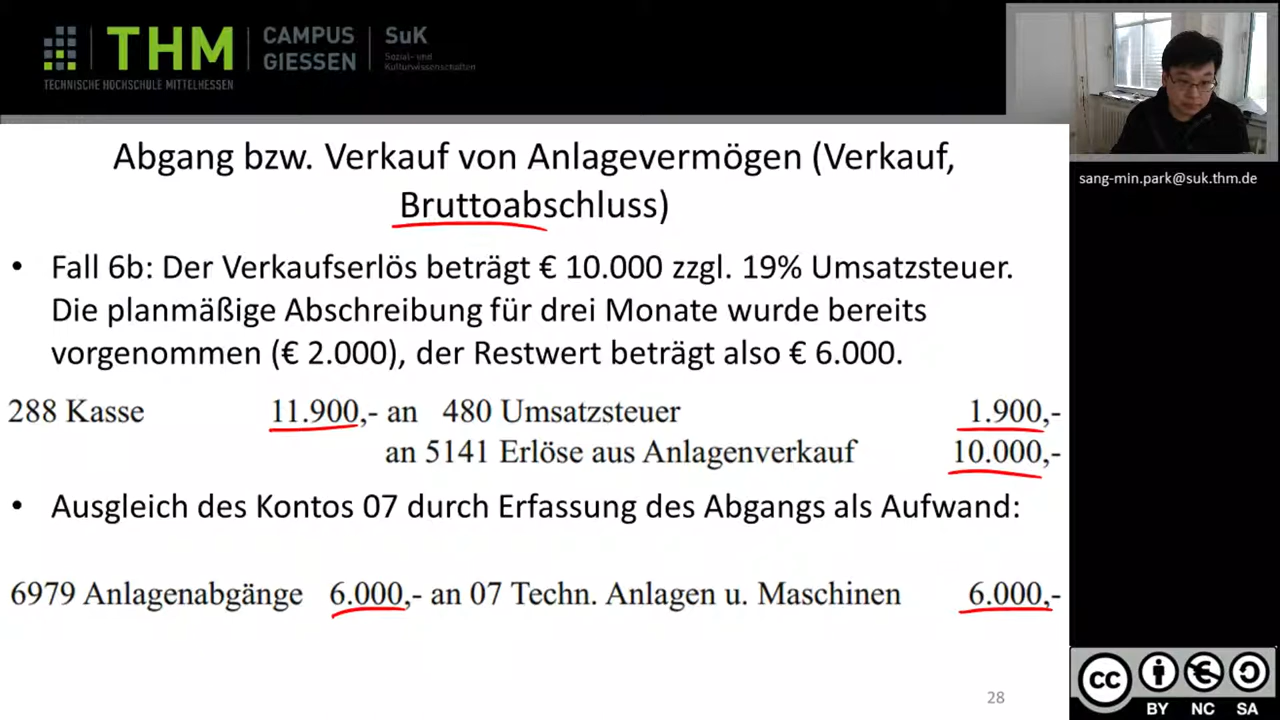 THM
TECHNISCHE HOCHSCHULE MITTELHESSEN
CAMPUS
GIESSEN
SuK
Sozial- und
Kulturwissenschaften
sang-min.park@suk.thm.de
Abgang bzw. Verkauf von Anlagevermögen (Verkauf,
Bruttoabschluss)
• Fall 6b: Der Verkaufserlös beträgt € 10.000 zzgl. 19% Umsatzsteuer.
Die planmäßige Abschreibung für drei Monate wurde bereits
vorgenommen (€ 2.000), der Restwert beträgt also € 6.000.
288 Kasse 11.900,- an 480 Umsatzsteuer 1.900,-
an 5141 Erlöse aus Anlagenverkauf 10.000,-
• Ausgleich des Kontos 07 durch Erfassung des Abgangs als Aufwand:
6979 Anlagenabgänge 6.000,- an 07 Techn. Anlagen u. Maschinen 6.000,-
28
cc
BY NC SA